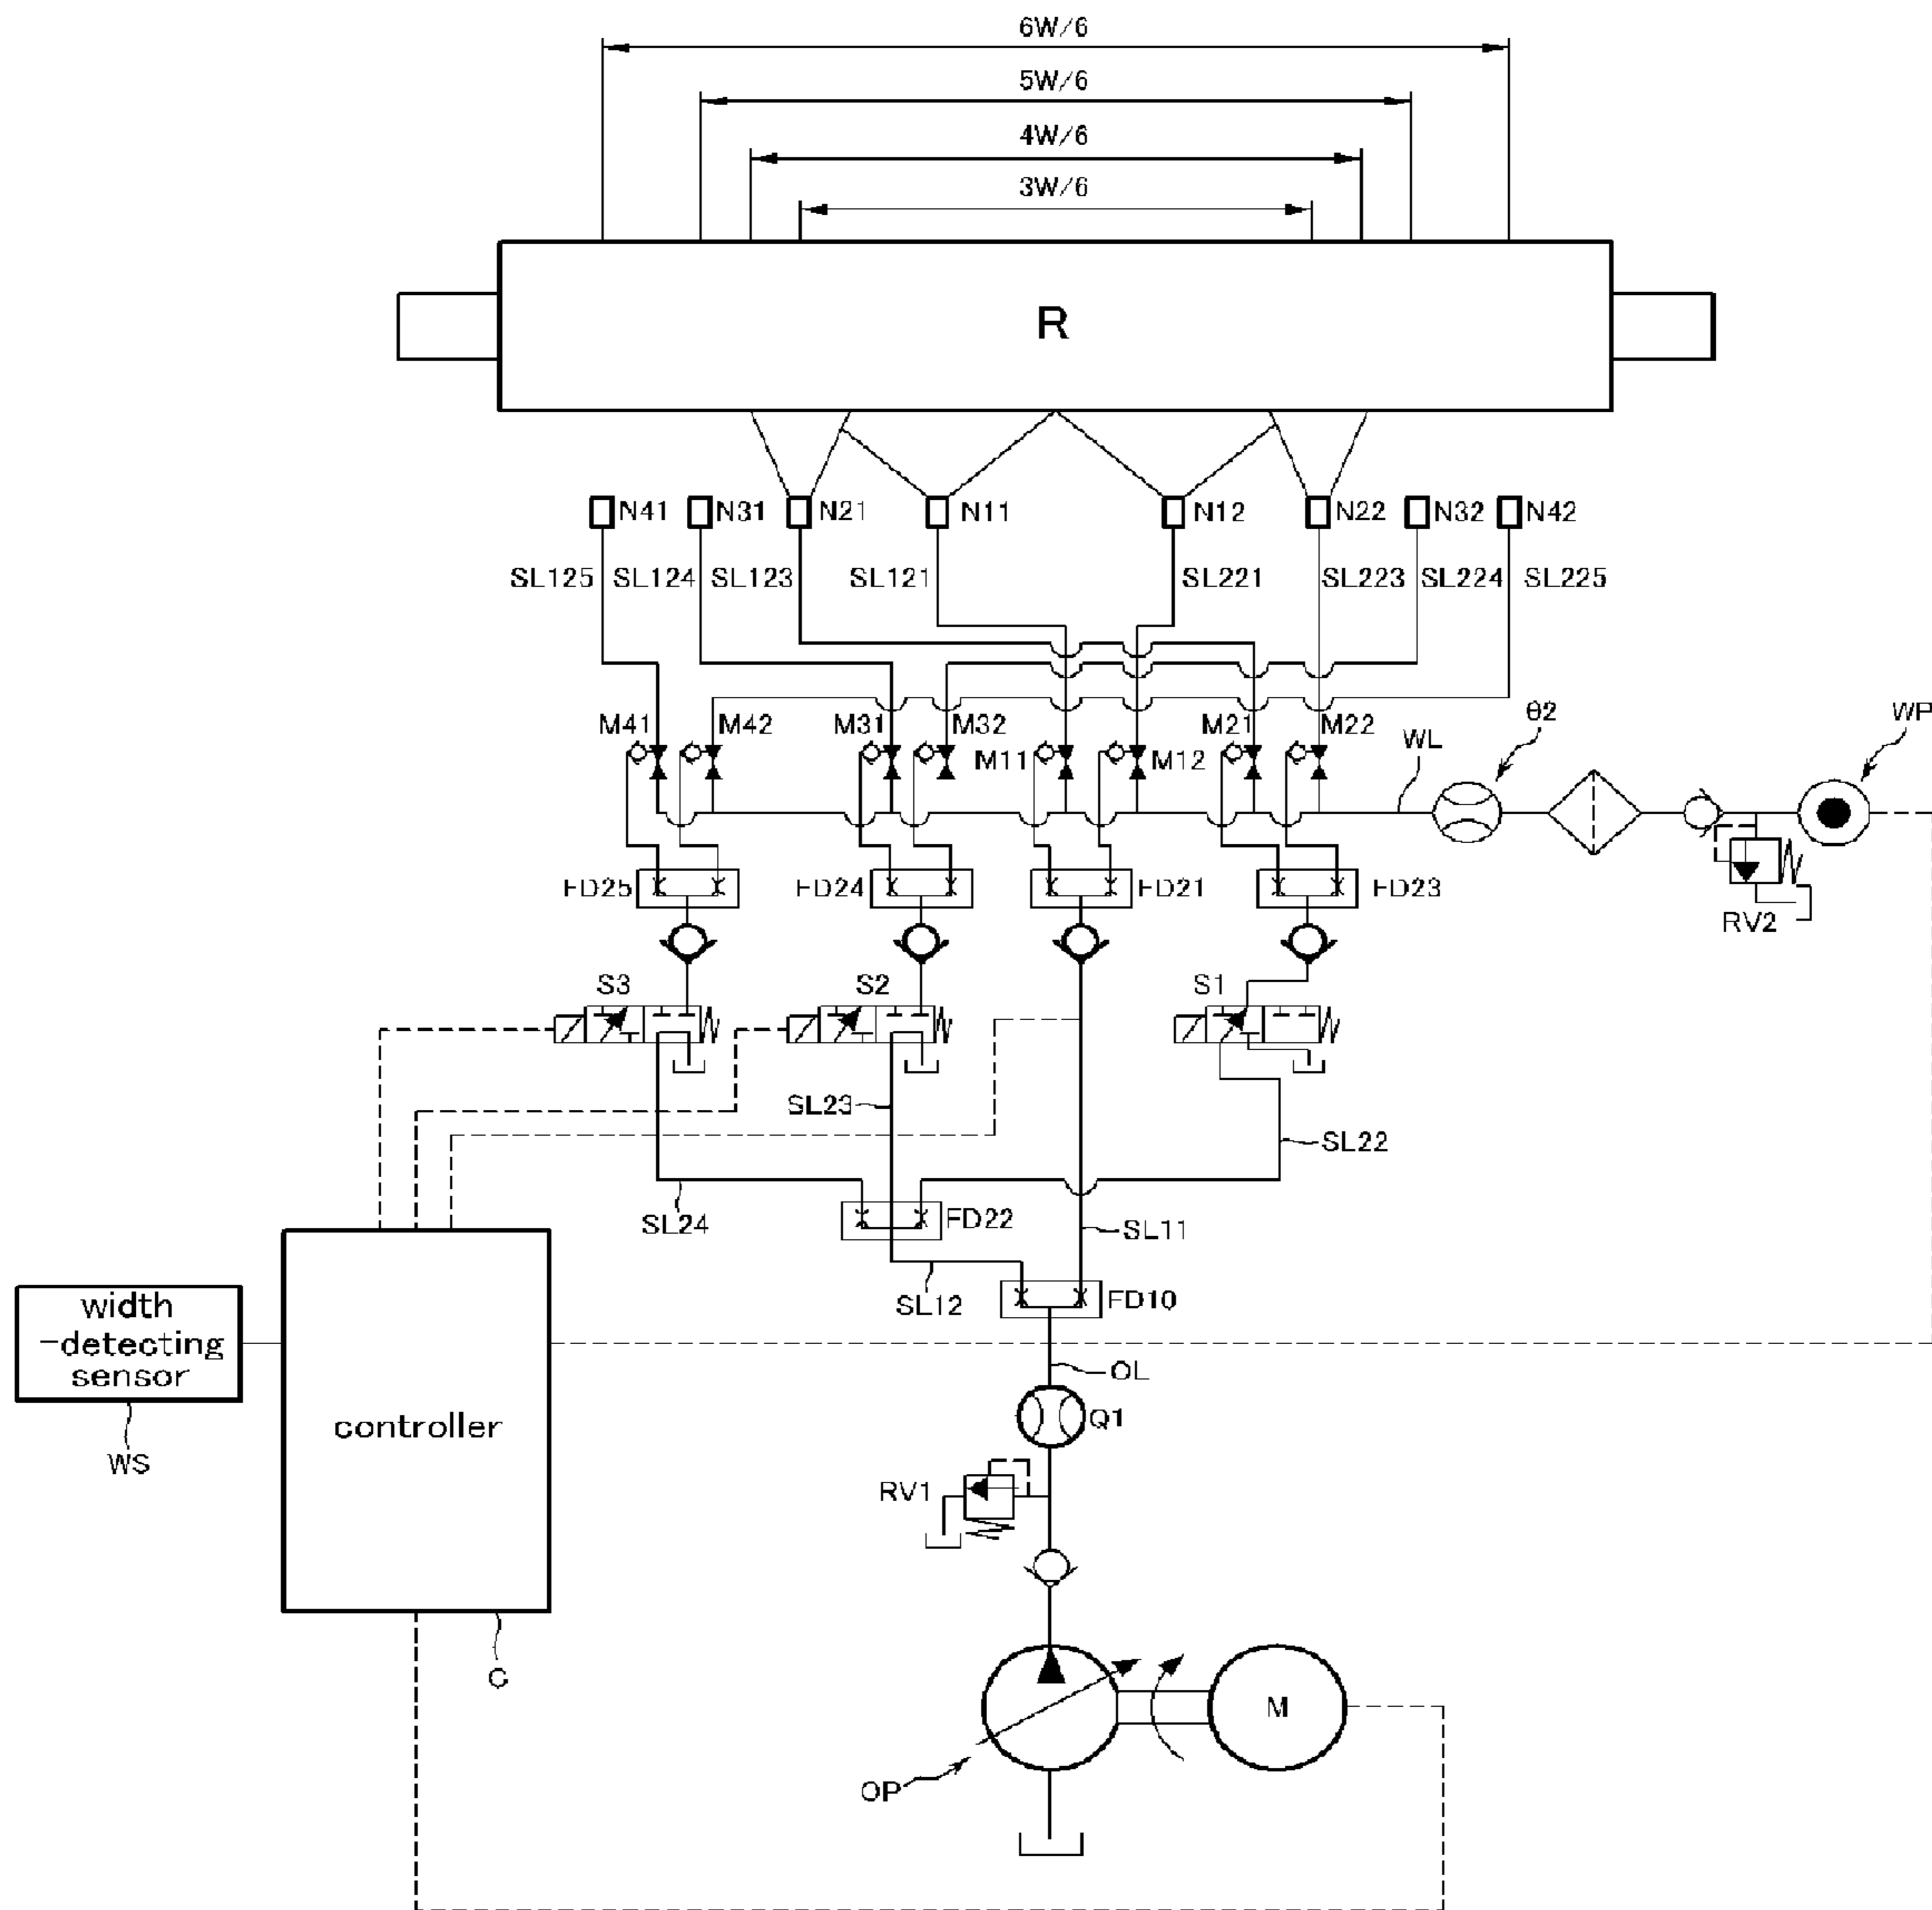 6W/6
5W/6
4W/6
3W/6
R
N41
N31
N21
N11
N12
N22
N32
N42
SL125
SL124
SL123
SL121
SL221
SL223
SL224
SL225
M41
M42
M31
M32
M11
M12
M21
M22
WL
θ2
WP
FD25
FD24
FD21
FD23
RV2
S3
S2
S1
SL23
SL22
SL24
FD22
SL11
SL12
FD10
width
-detecting
sensor
WS
controller
OL
Q1
RV1
C
M
OP